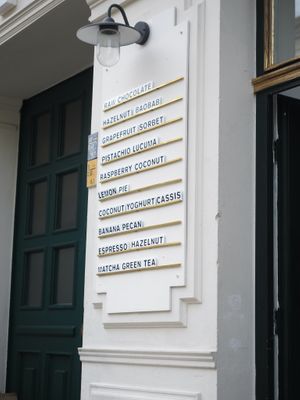 RAW CHOCOLATE
HAZELNUT BAOBAB
GRAPEFRUIT SORBET
PISTACHIO LUCUMA
RASPBERRY COCONUT
LEMON PIE
COCONUT YOGHURT CASSIS
BANANA PECAN
ESPRESSO HAZELNUT
MATCHA GREEN TEA